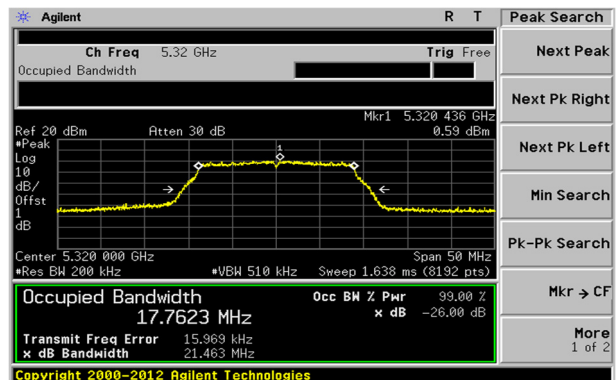 Agilent R T Peak Search
Ch Freq 5.32 GHz Trig Free
Occupied Bandwidth
Next Peak
Next Pk Right
Next Pk Left
Min Search
Pk-Pk Search
Mkr → CF
More
1 of 2
Mkr1 5.320 436 GHz
Ref 20 dBm Atten 30 dB 0.59 dBm
#Peak
Log
10
dB/
Offst
1
dB
1
Center 5.320 000 GHz Span 50 MHz
#Res BW 200 kHz #VBW 510 kHz Sweep 1.638 ms (8192 pts)
Occupied Bandwidth Occ BW % Pwr 99.00 %
17.7623 MHz x dB -26.00 dB
Transmit Freq Error 15.969 kHz
x dB Bandwidth 21.463 MHz
Copyright 2000-2012 Agilent Technologies